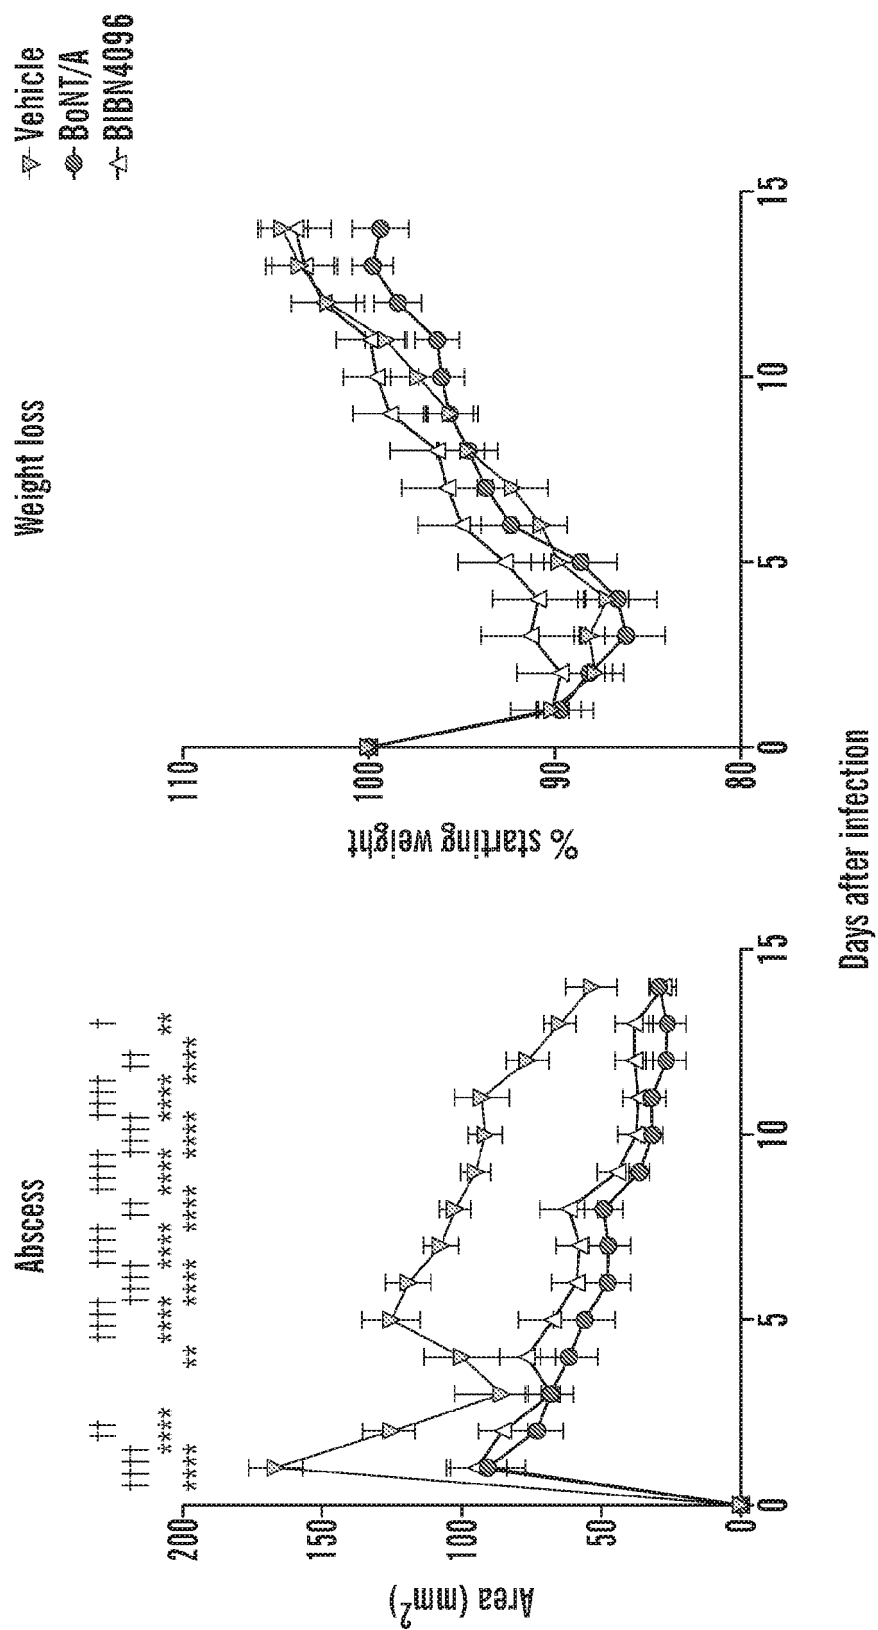 Abscess
†† †††† †††† †††† †††† †
†††† †††† †† †††† ††
**** **** **** **** **** **
**** ** **** **** **** ****
Area (mm²)
200
150
100
50
0
0 5 10 15
Weight loss
% starting weight
110
100
90
80
0 5 10 15
Days after infection
Vehicle
BoNT/A
BIBN4096